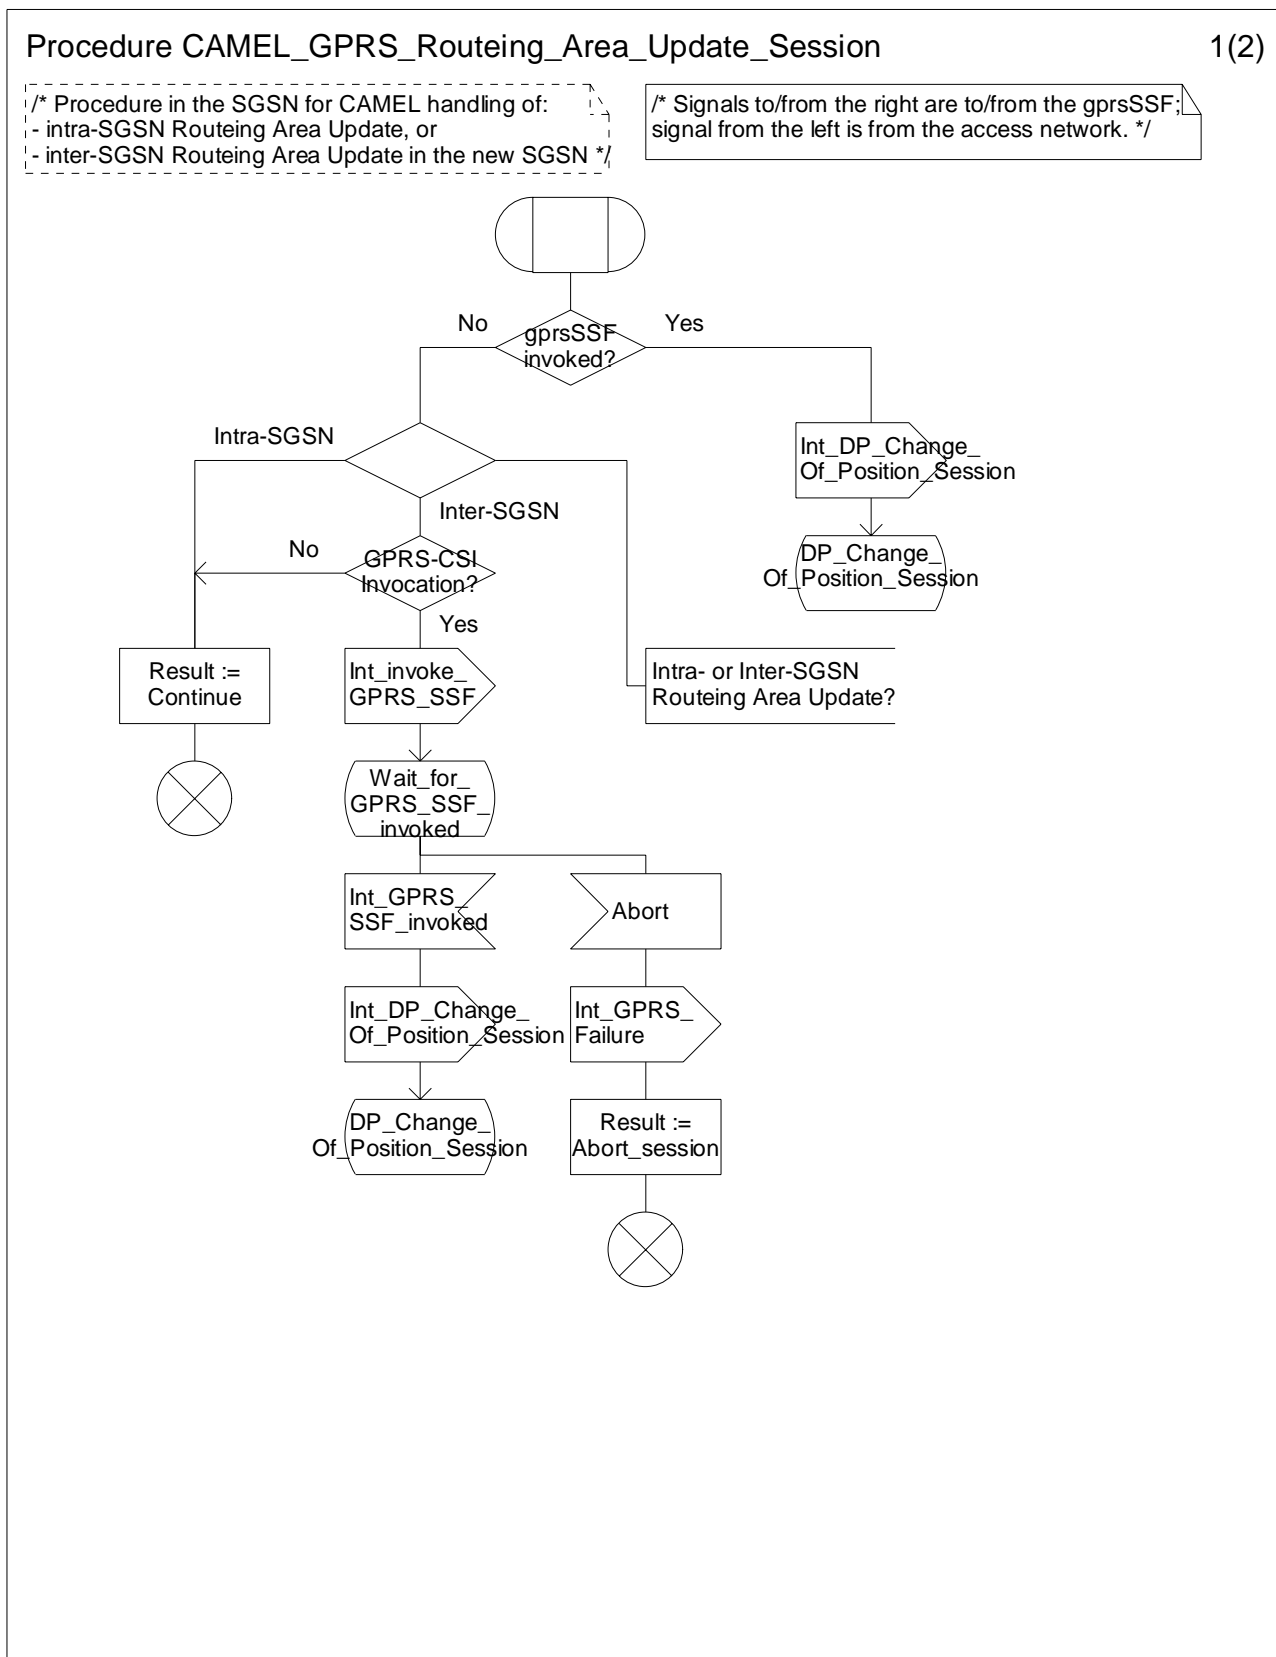 Procedure CAMEL_GPRS_Routeing_Area_Update_Session
1(2)
/* Procedure in the SGSN for CAMEL handling of:
- intra-SGSN Routeing Area Update, or
- inter-SGSN Routeing Area Update in the new SGSN */
/* Signals to/from the right are to/from the gprsSSF;
signal from the left is from the access network. */
No
gprsSSF
invoked?
Yes
Intra-SGSN
Int_DP_Change_
Of_Position_Session
Inter-SGSN
No
GPRS-CSI
Invocation?
DP_Change_
Of_Position_Session
Yes
Result :=
Continue
Int_invoke_
GPRS_SSF
Intra- or Inter-SGSN
Routeing Area Update?
Wait_for_
GPRS_SSF_
invoked
Int_GPRS_
SSF_invoked
Abort
Int_DP_Change_
Of_Position_Session
Int_GPRS_
Failure
DP_Change_
Of_Position_Session
Result :=
Abort_session